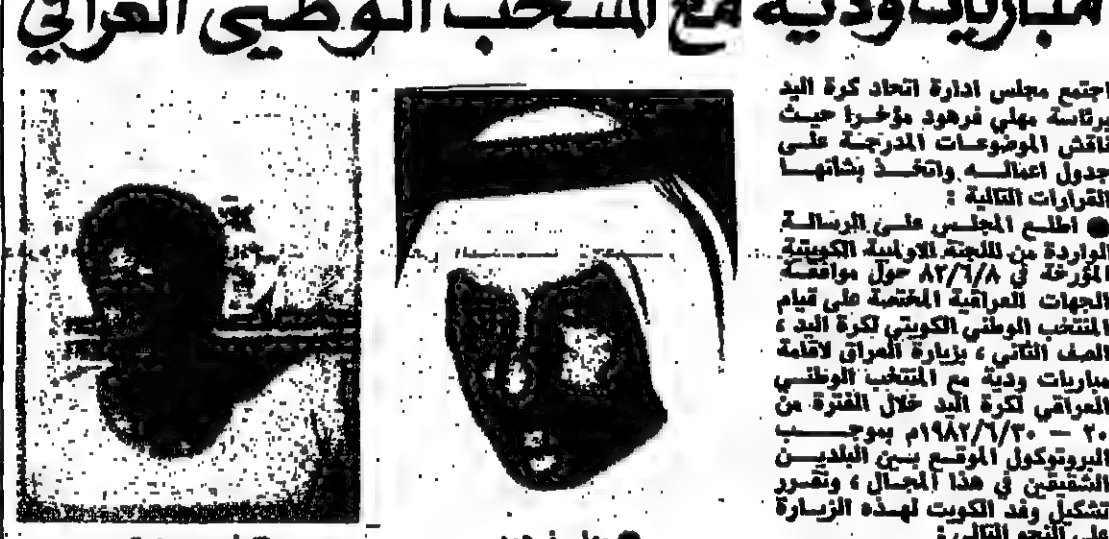 مباريات ودية مع المنتخب الوطني العراقي
اجتمع مجلس ادارة اتحاد كرة اليد
برئاسة مهلي فرهود مؤخرا حيث
ناقش الموضوعات المدرجة على
جدول اعماله واتخذ بشأنها
القرارات التالية :
● اطلع المجلس على الرسالة
الواردة من اللجنة الاولمبية الكويتية
المؤرخة في ٨٢/٦/٨ حول موافقة
الجهات العراقية المختصة على قيام
المنتخب الوطني الكويتي لكرة اليد ،
الصف الثاني ، بزيارة العراق لاقامة
مباريات ودية مع المنتخب الوطني
العراقي لكرة اليد خلال الفترة من
٢٠ — ١٩٨٢/٦/٣٠م بموجب
البروتوكول الموقع بين البلدين
الشقيقين في هذا المجال ، وتقرر
تشكيل وفد الكويت لهذه الزيارة
على النحو التالي :